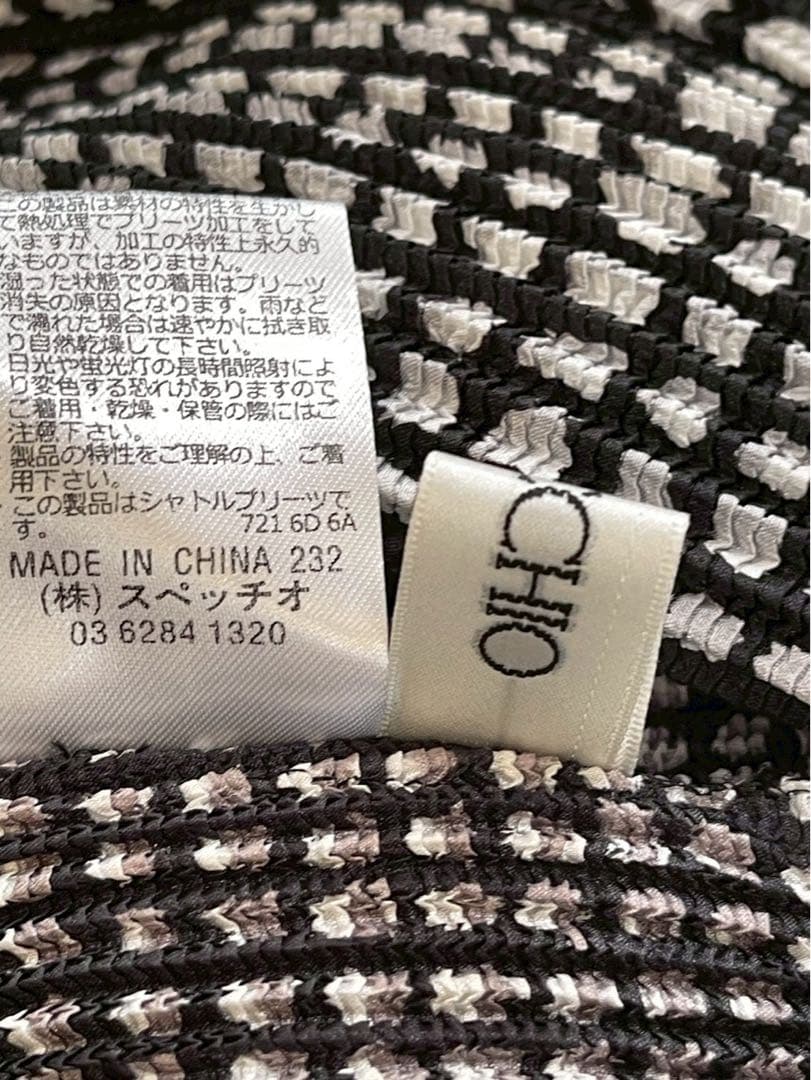 この製品は素材の特性を生かし
て熱処理でプリーツ加工をして
いますが、加工の特性上永久的
なものではありません。
湿った状態での着用はプリーツ
消失の原因となります。雨など
で濡れた場合は速やかに拭き取
り自然乾燥して下さい。
日光や蛍光灯の長時間照射によ
り変色する恐れがありますので
ご着用・乾燥・保管の際にはご
注意下さい。
製品の特性をご理解の上、ご着
用下さい。
・この製品はシャトルプリーツで
す。 721 6D 6A
MADE IN CHINA 232
(株) スペッチオ
03 6284 1320
CHIO